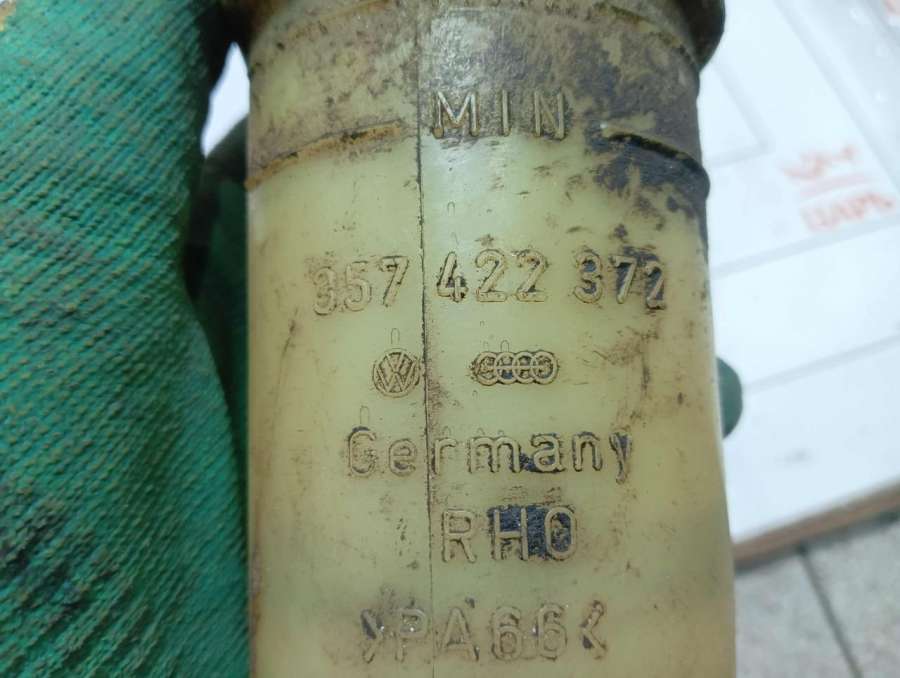 MIN
357 422 372
Germany
RHO
>PA66<